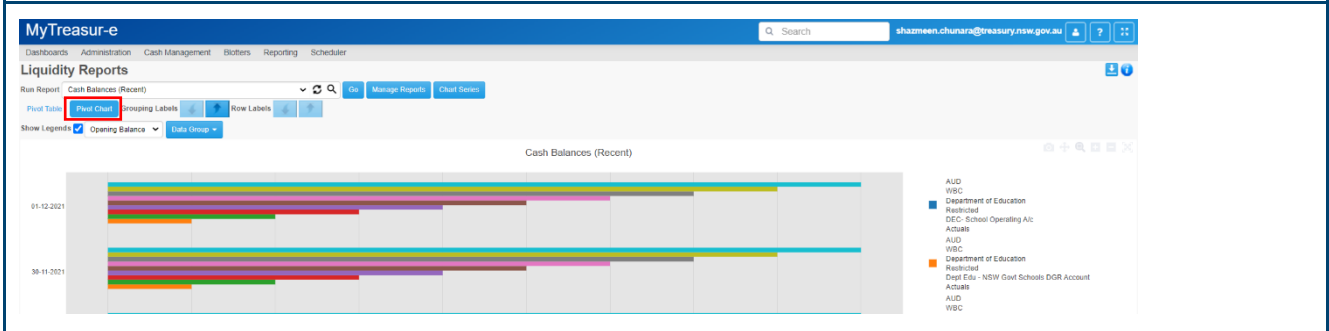 MyTreasur-e
Search
shazmeen.chunara@treasury.nsw.gov.au
?
Dashboards Administration Cash Management Blotters Reporting Scheduler
Liquidity Reports
Run Report Cash Balances (Recent) Go Manage Reports Chart Series
Pivot Table Pivot Chart Grouping Labels Row Labels
Show Legends Opening Balance Data Group
Cash Balances (Recent)
01-12-2021
30-11-2021
AUD
WBC
Department of Education
Restricted
DEC- School Operating A/c
Actuals
AUD
WBC
Department of Education
Restricted
Dept Edu - NSW Govt Schools DGR Account
Actuals
AUD
WBC